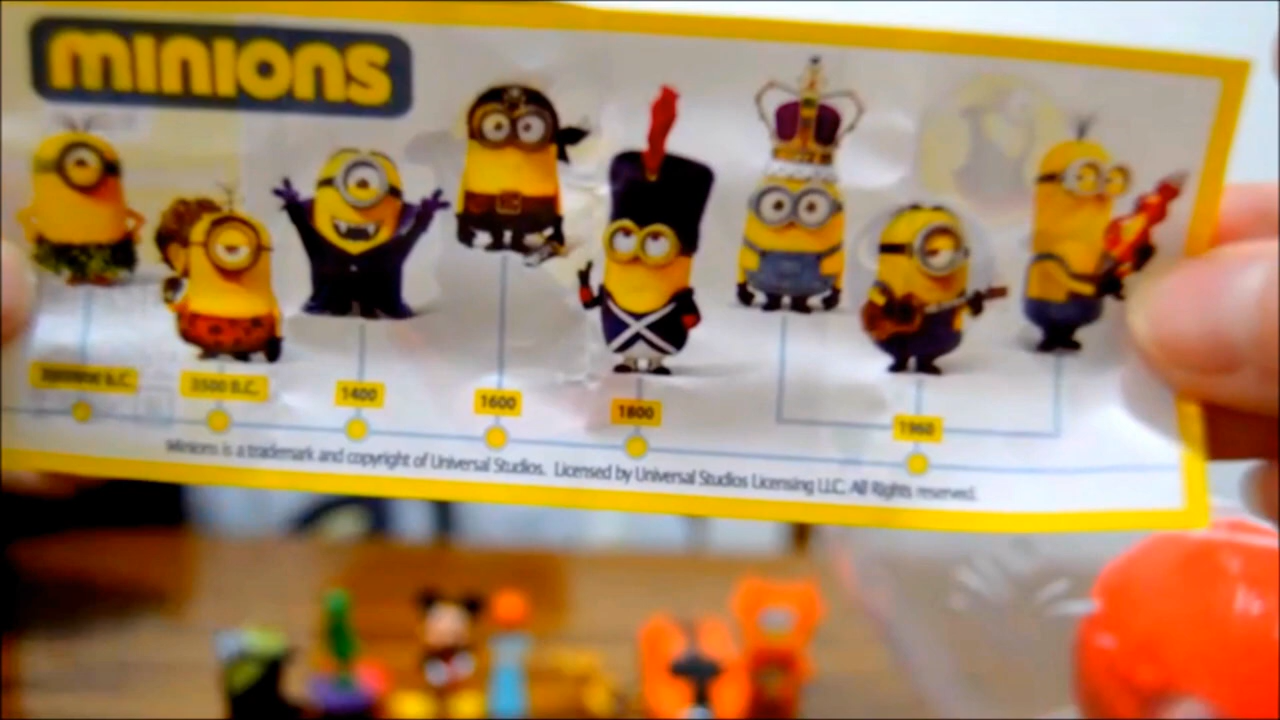 MINIONS
B.C.
3500 B.C.
1400
1600
1800
1960
Minions is a trademark and copyright of Universal Studios. Licensed by Universal Studios Licensing LLC. All Rights reserved.